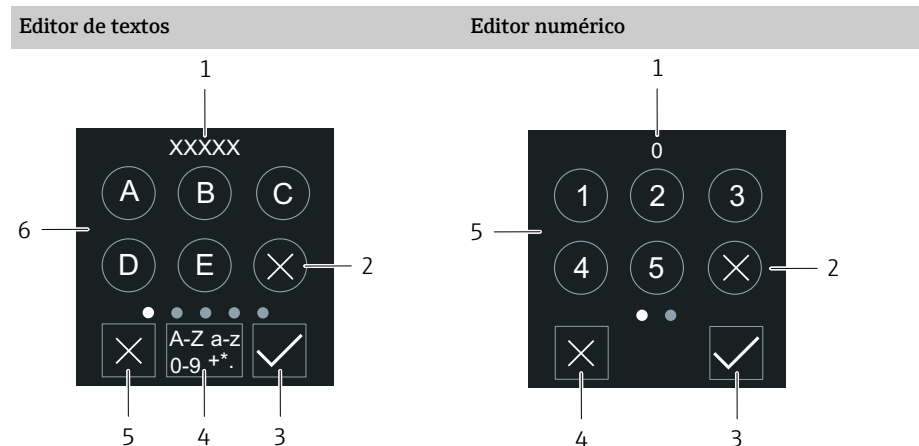 Editor de textos Editor numérico
1 1
XXXXX 0
A B C 1 2 3
6 5
D E 2 4 5 2
A-Z a-z
0-9 +*.
5 4 3 4 3